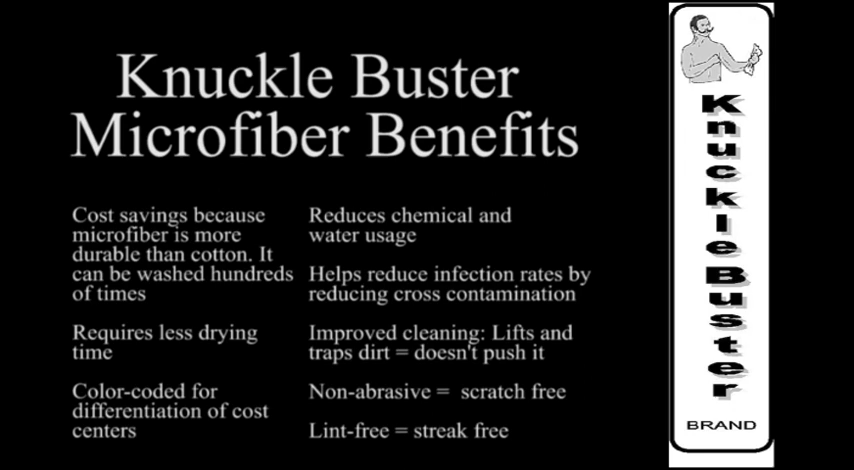 Knuckle Buster
Microfiber Benefits
Cost savings because
microfiber is more
durable than cotton. It
can be washed hundreds
of times
Requires less drying
time
Color-coded for
differentiation of cost
centers
Reduces chemical and
water usage
Helps reduce infection rates by
reducing cross contamination
Improved cleaning: Lifts and
traps dirt = doesn't push it
Non-abrasive = scratch free
Lint-free = streak free
KnuckleBuster
BRAND